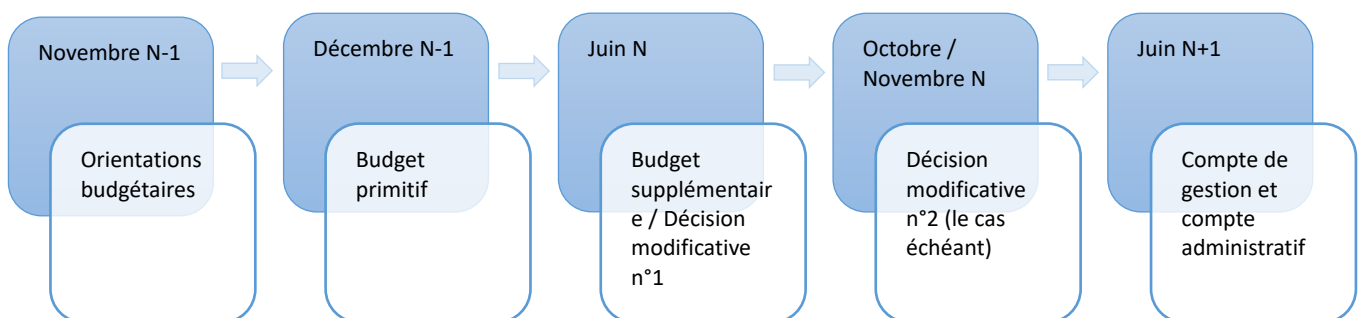 Novembre N-1
Orientations
budgétaires
Décembre N-1
Budget
primitif
Juin N
Budget
supplémentair
e / Décision
modificative
n°1
Octobre /
Novembre N
Décision
modificative
n°2 (le cas
échéant)
Juin N+1
Compte de
gestion et
compte
administratif